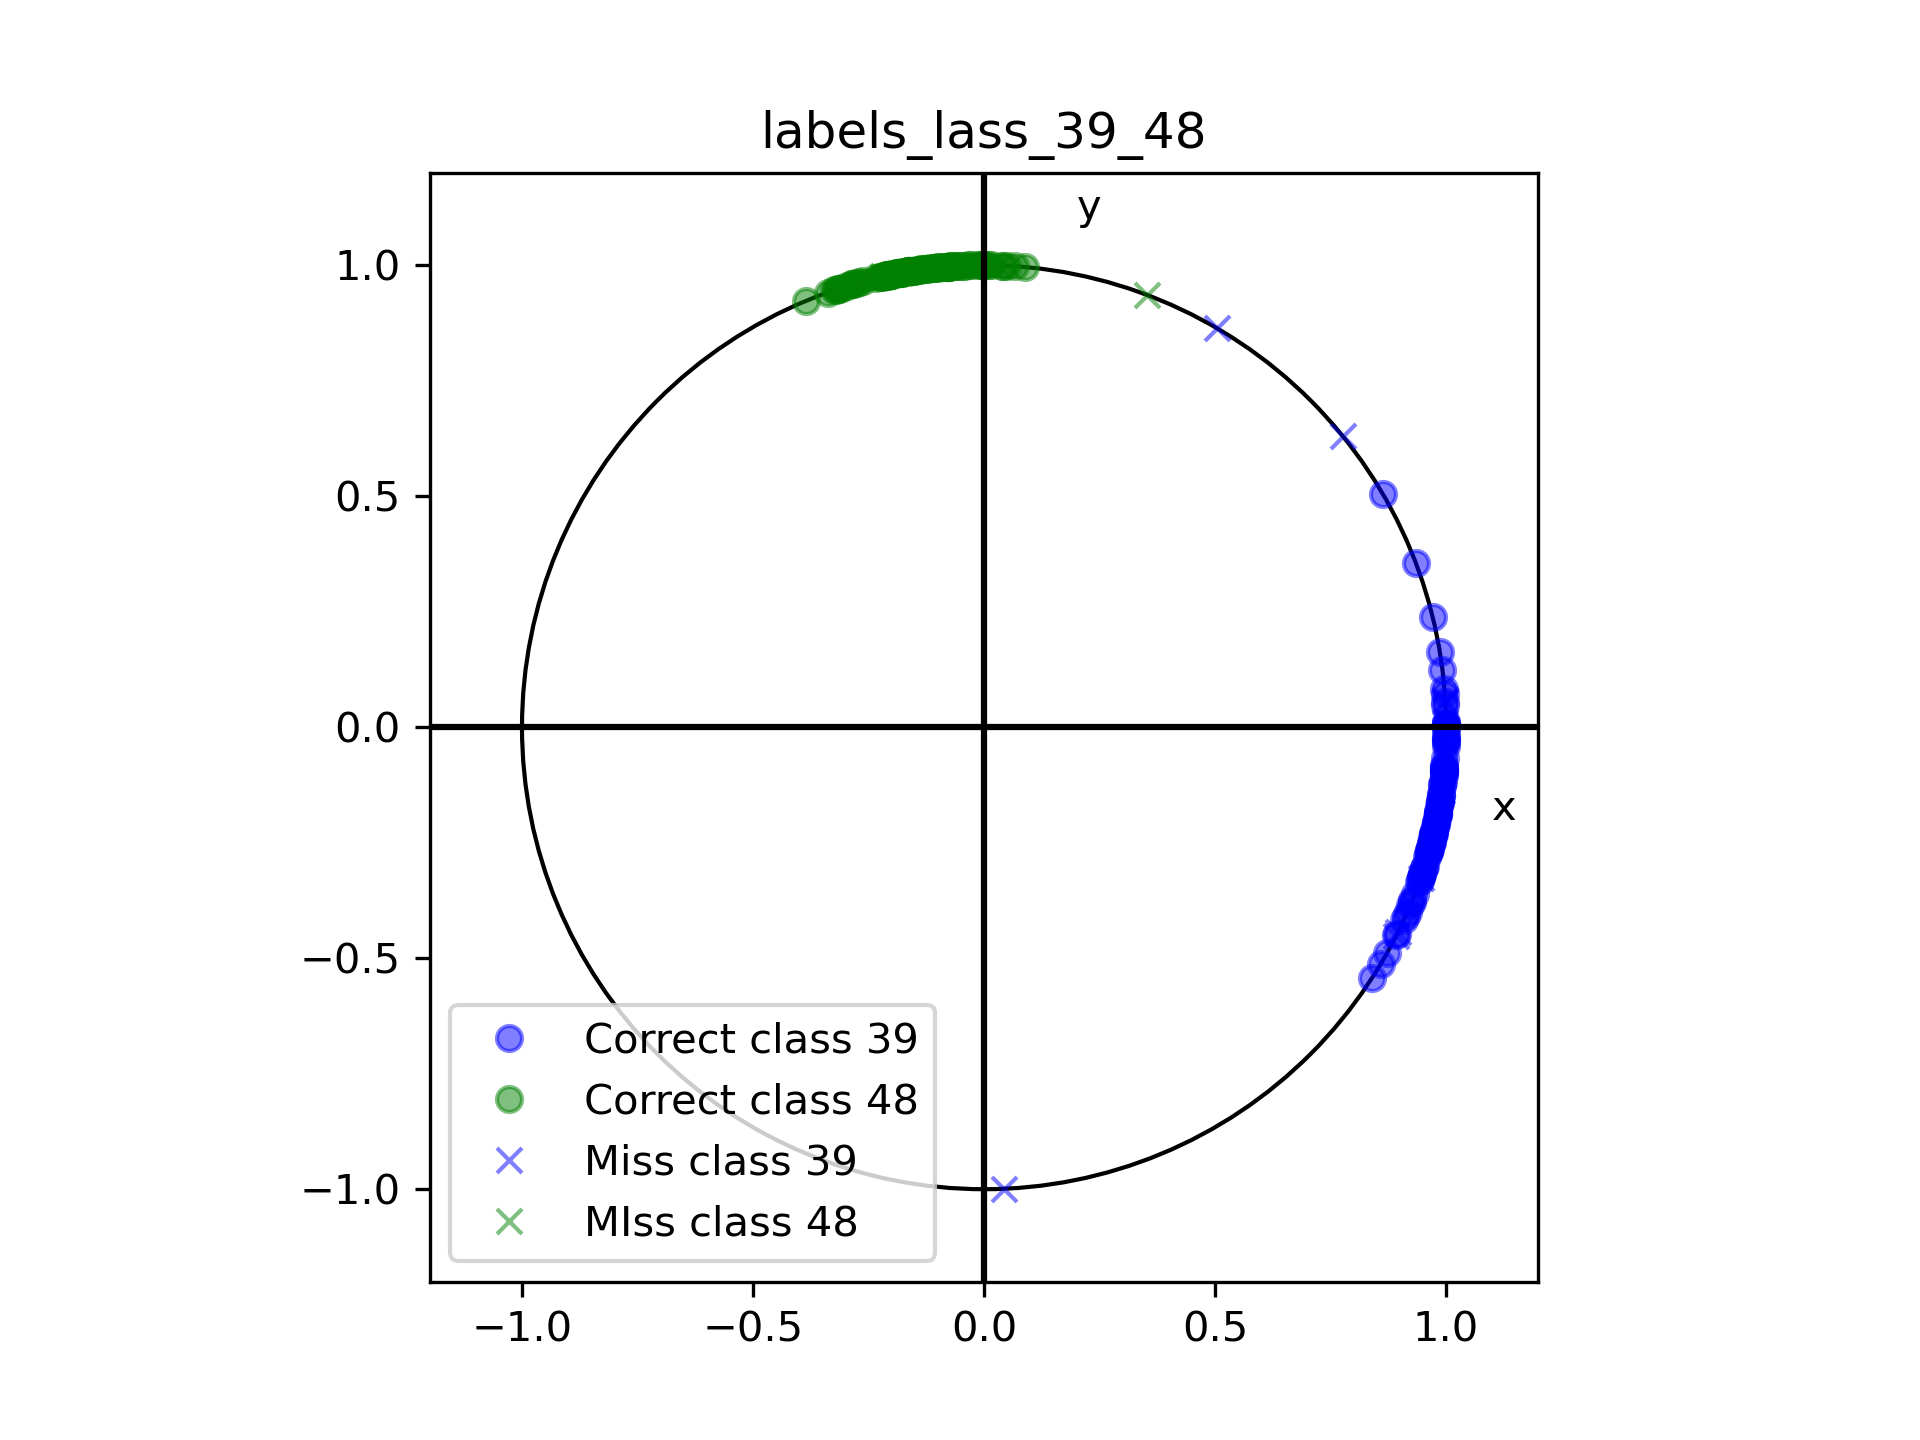 labels_lass_39_48
y
1.0
0.5
0.0
x
−0.5
−1.0
Correct class 39
Correct class 48
Miss class 39
MIss class 48
−1.0 −0.5 0.0 0.5 1.0